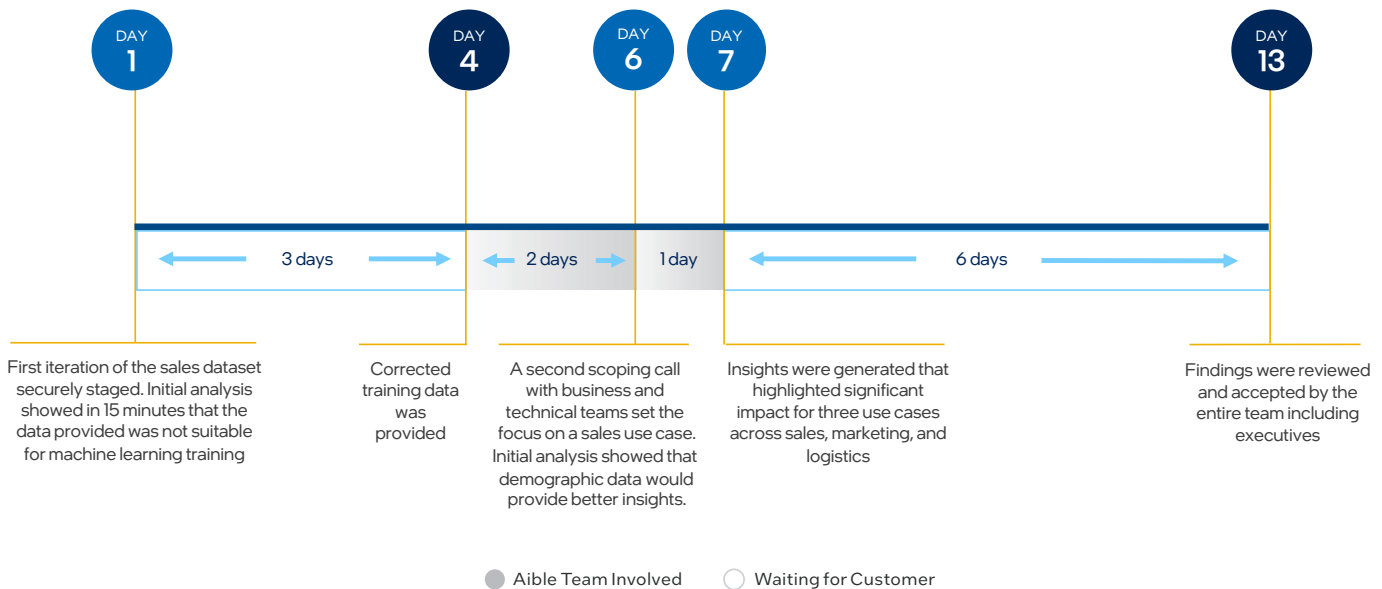 DAY
1
DAY
4
DAY
6
DAY
7
DAY
13
3 days
2 days
1 day
6 days
First iteration of the sales dataset
securely staged. Initial analysis
showed in 15 minutes that the
data provided was not suitable
for machine learning training
Corrected
training data
was
provided
A second scoping call
with business and
technical teams set the
focus on a sales use case.
Initial analysis showed that
demographic data would
provide better insights.
Insights were generated that
highlighted significant
impact for three use cases
across sales, marketing, and
logistics
Findings were reviewed
and accepted by the
entire team including
executives
Aible Team Involved
Waiting for Customer